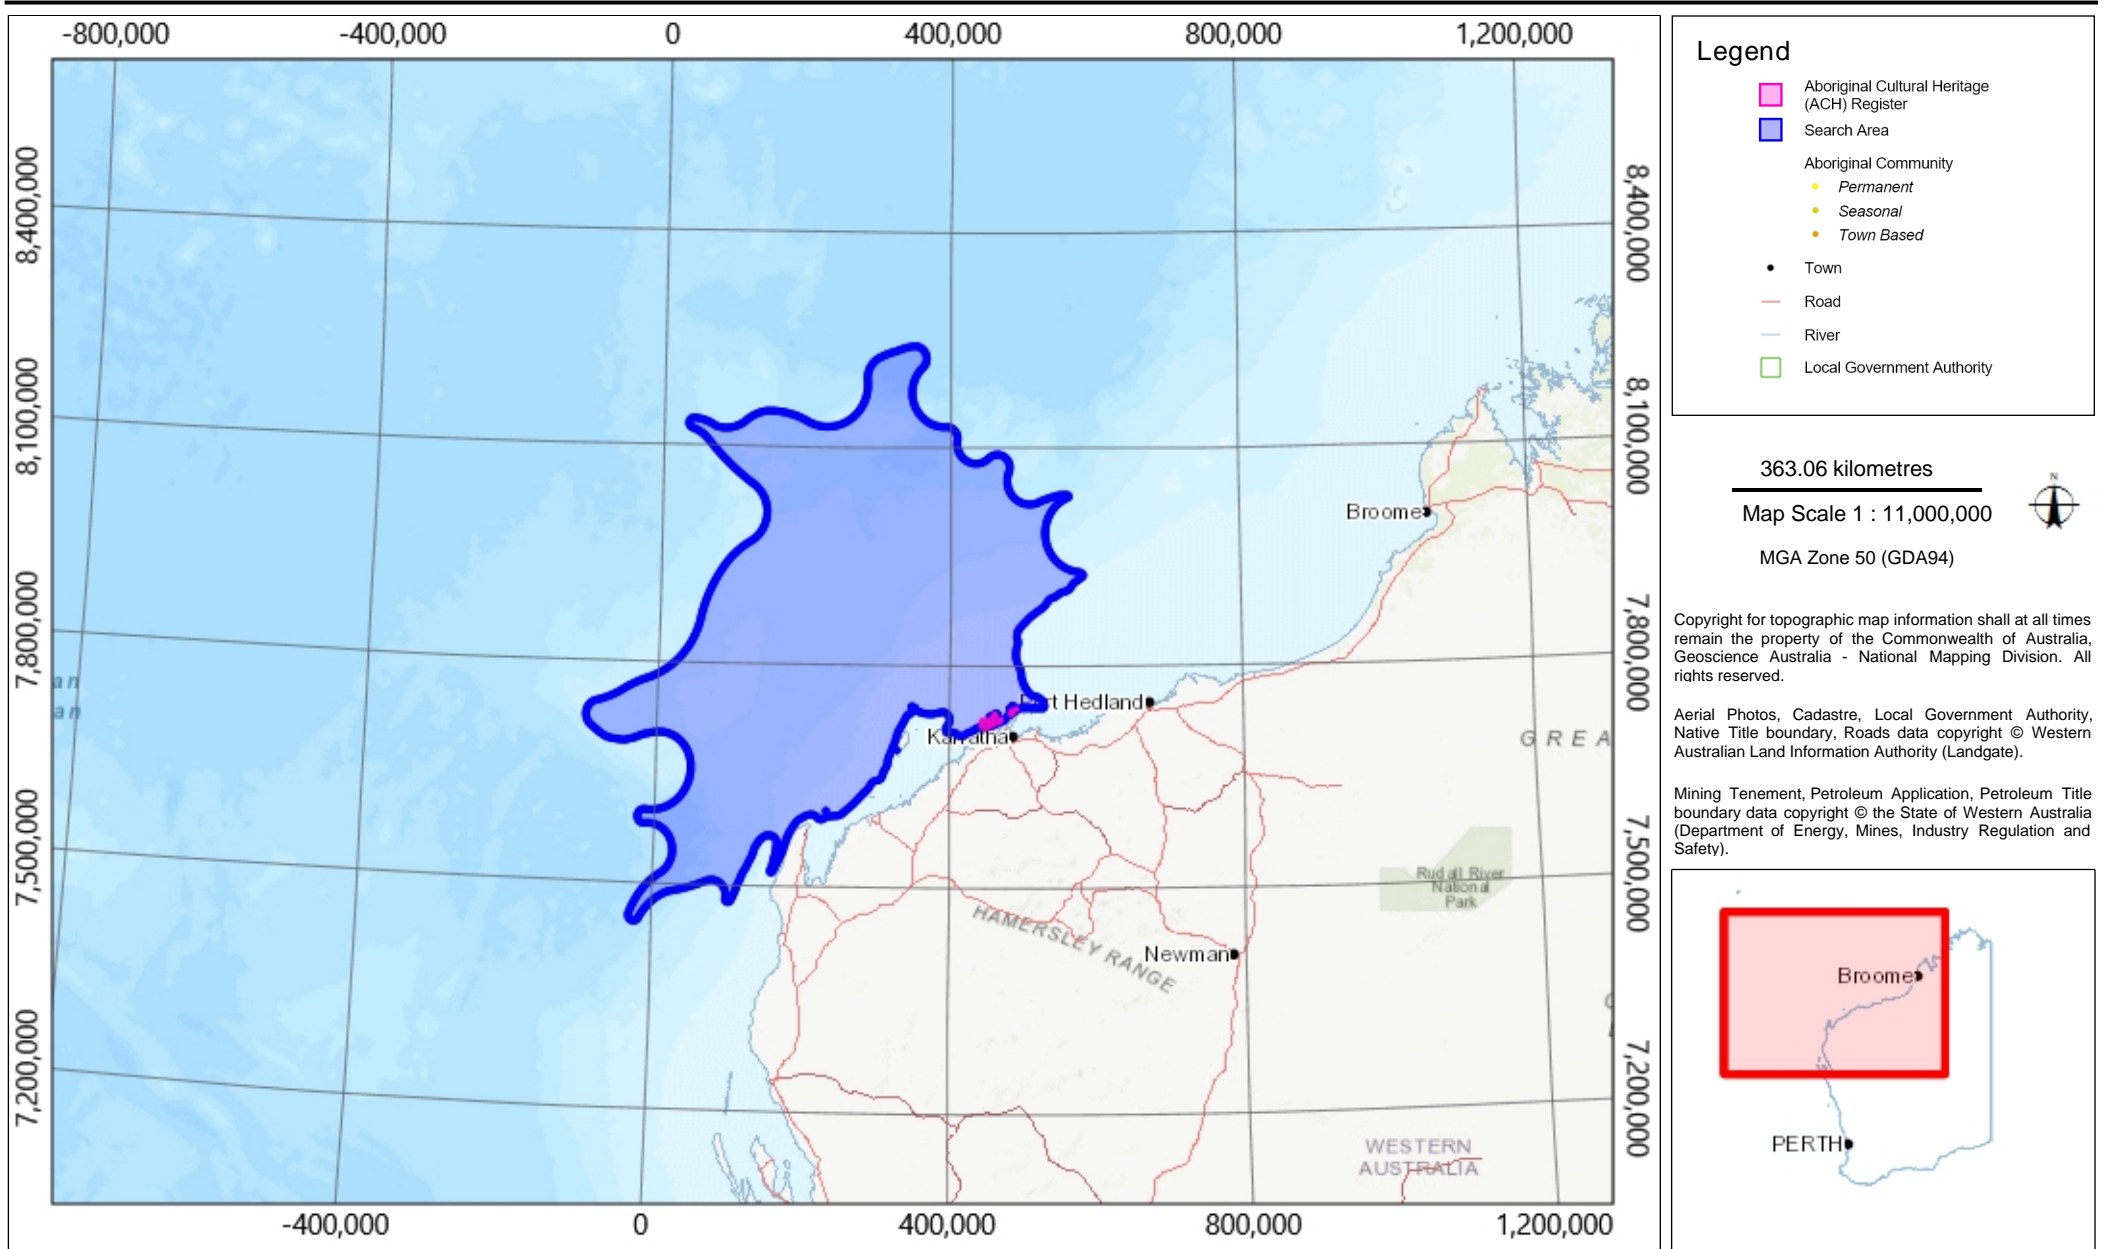 -800,000 -400,000 0 400,000 800,000 1,200,000
8,400,000
8,100,000
7,800,000
7,500,000
7,200,000
8,400,000
8,100,000
7,800,000
7,500,000
7,200,000
Broome
an
an
Port Hedland
Karratha
GREA
Rudall River
National
Park
HAMERSLEY RANGE
Newman
WESTERN
AUSTRALIA
-400,000 0 400,000 800,000 1,200,000
Legend
Aboriginal Cultural Heritage
(ACH) Register
Search Area
Aboriginal Community
Permanent
Seasonal
Town Based
Town
Road
River
Local Government Authority
363.06 kilometres
Map Scale 1 : 11,000,000
MGA Zone 50 (GDA94)
N
Copyright for topographic map information shall at all times
remain the property of the Commonwealth of Australia,
Geoscience Australia - National Mapping Division. All
rights reserved.
Aerial Photos, Cadastre, Local Government Authority,
Native Title boundary, Roads data copyright © Western
Australian Land Information Authority (Landgate).
Mining Tenement, Petroleum Application, Petroleum Title
boundary data copyright © the State of Western Australia
(Department of Energy, Mines, Industry Regulation and
Safety).
Broome
PERTH